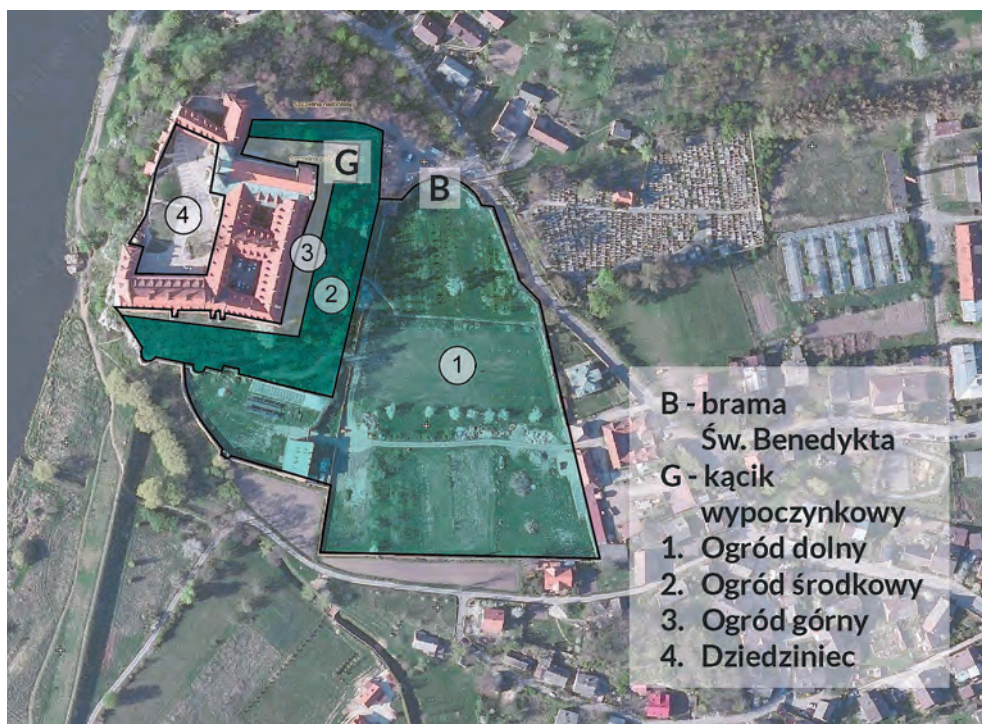 G
B
4
3
2
1
B - brama
Św. Benedykta
G - kącik
wypoczynkowy
1. Ogród dolny
2. Ogród środkowy
3. Ogród górny
4. Dziedziniec